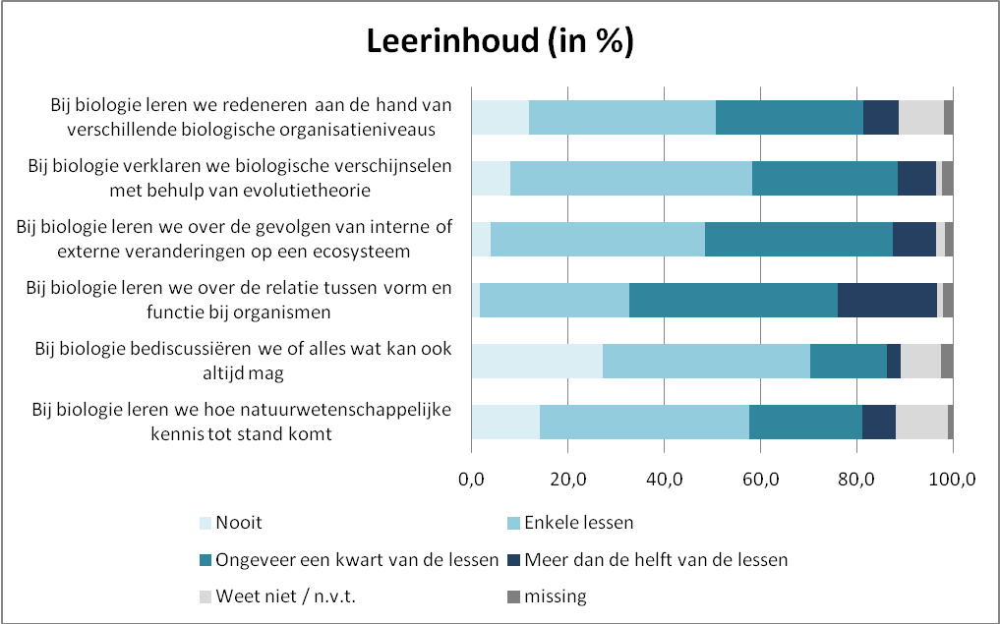 Leerinhoud (in %)
Bij biologie leren we redeneren aan de hand van
verschillende biologische organisatieniveaus
Bij biologie verklaren we biologische verschijnselen
met behulp van evolutietheorie
Bij biologie leren we over de gevolgen van interne of
externe veranderingen op een ecosysteem
Bij biologie leren we over de relatie tussen vorm en
functie bij organismen
Bij biologie bediscussiëren we of alles wat kan ook
altijd mag
Bij biologie leren we hoe natuurwetenschappelijke
kennis tot stand komt
0,0 20,0 40,0 60,0 80,0 100,0
Nooit Enkele lessen
Ongeveer een kwart van de lessen Meer dan de helft van de lessen
Weet niet / n.v.t. missing